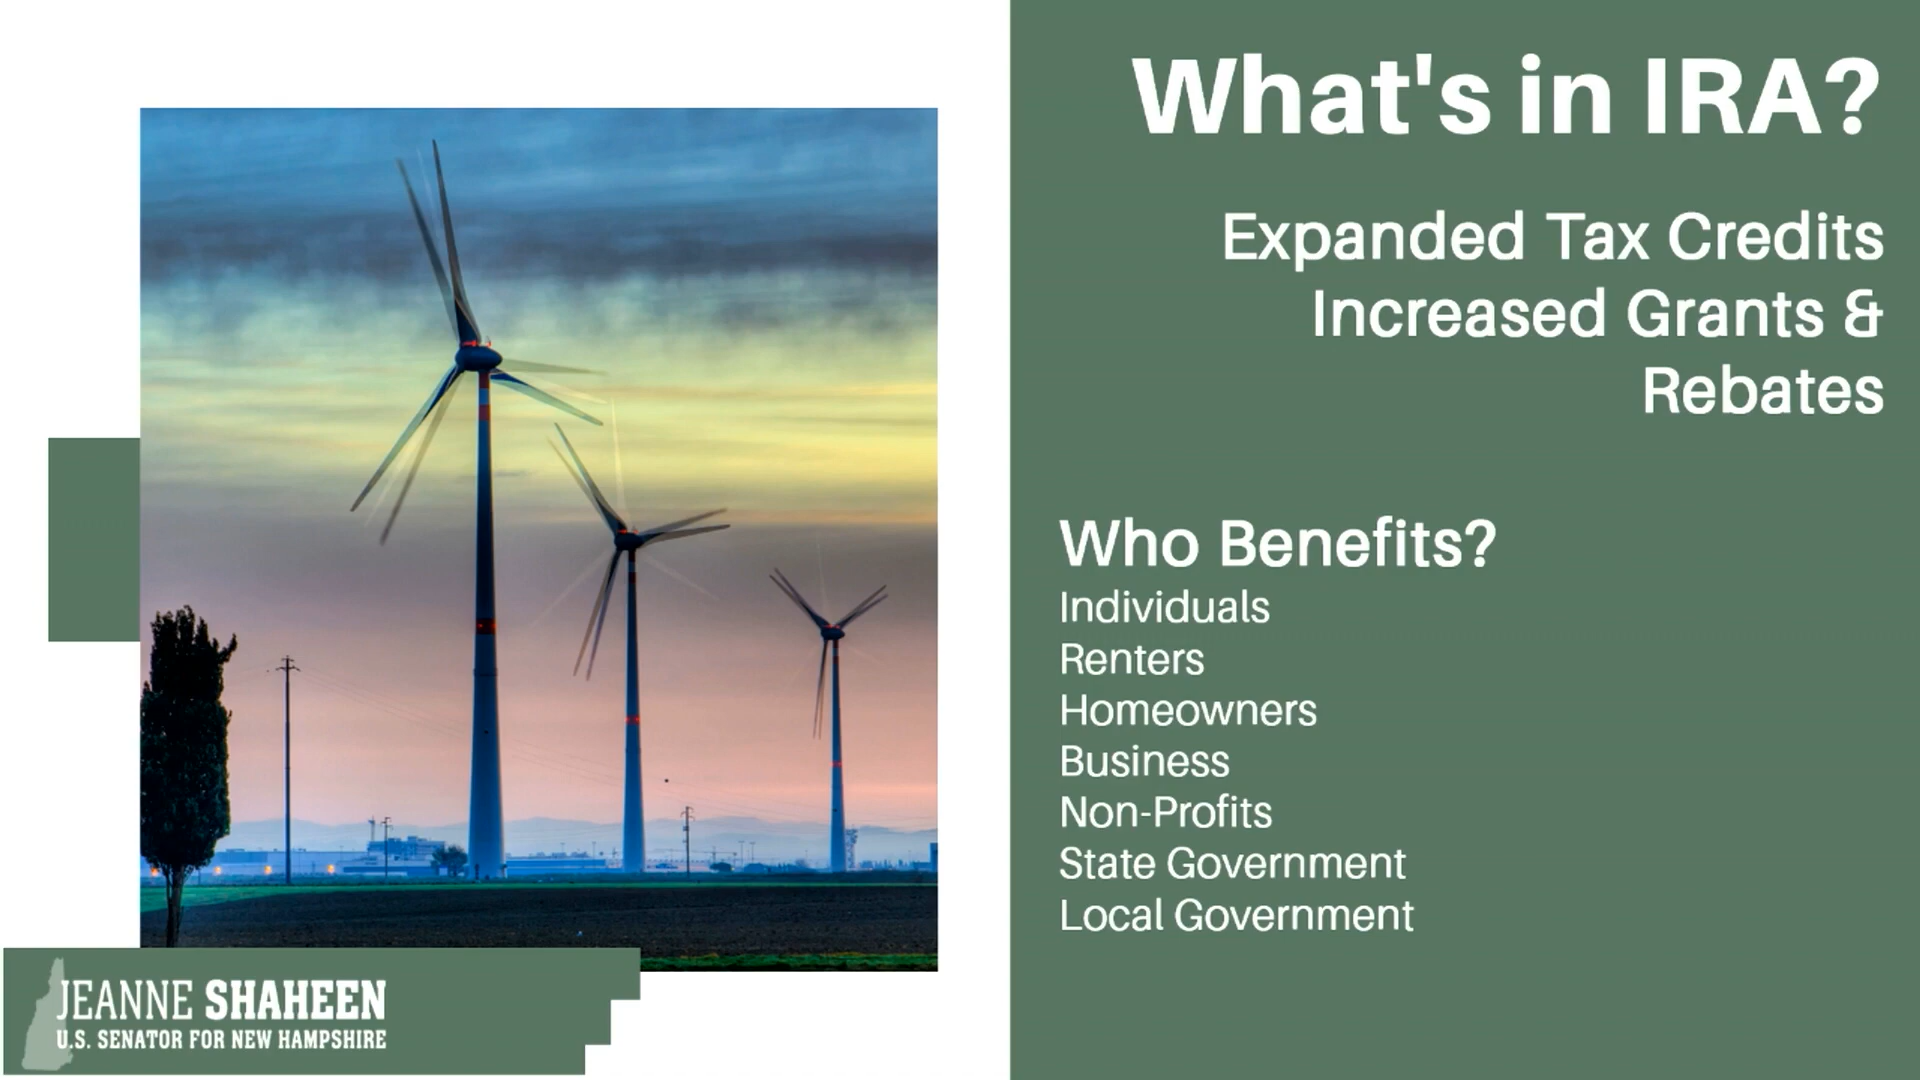 What's in IRA?
Expanded Tax Credits
Increased Grants &
Rebates
Who Benefits?
Individuals
Renters
Homeowners
Business
Non-Profits
State Government
Local Government
JEANNE SHAHEEN
U.S. SENATOR FOR NEW HAMPSHIRE